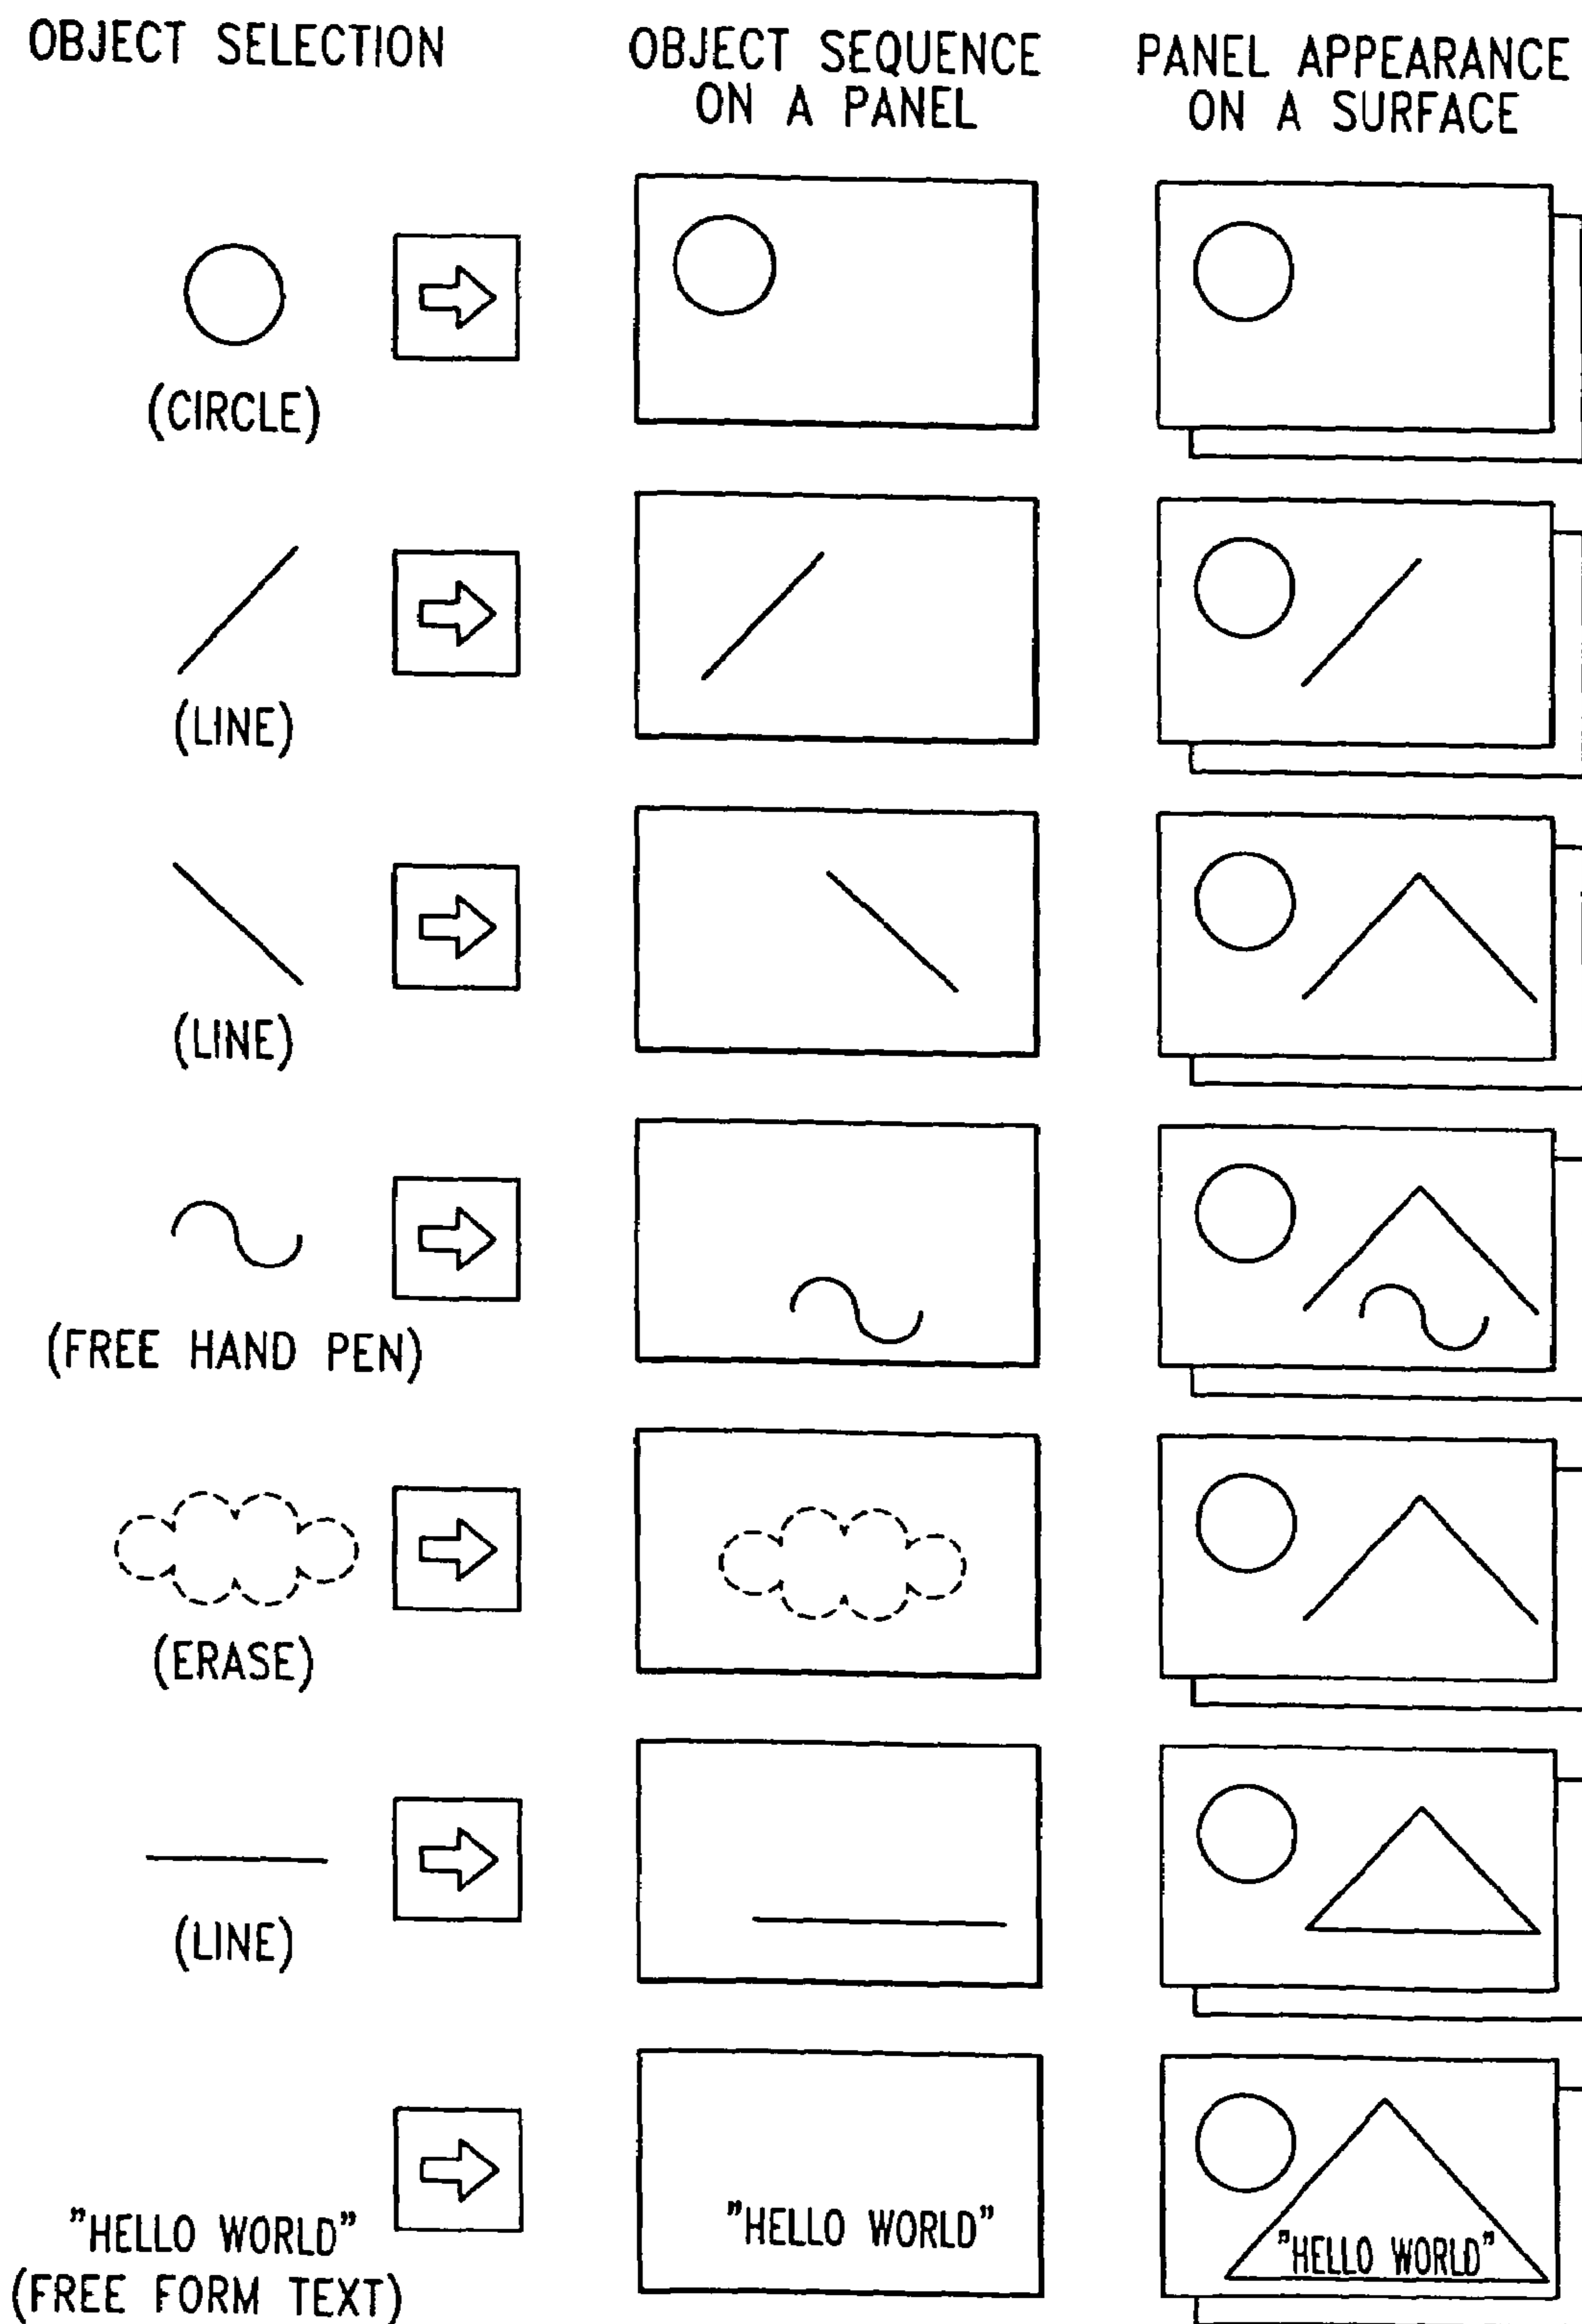 OBJECT SELECTION
OBJECT SEQUENCE
ON A PANEL
PANEL APPEARANCE
ON A SURFACE
(CIRCLE)
(LINE)
(LINE)
(FREE HAND PEN)
(ERASE)
(LINE)
"HELLO WORLD"
(FREE FORM TEXT)
"HELLO WORLD"
"HELLO WORLD"